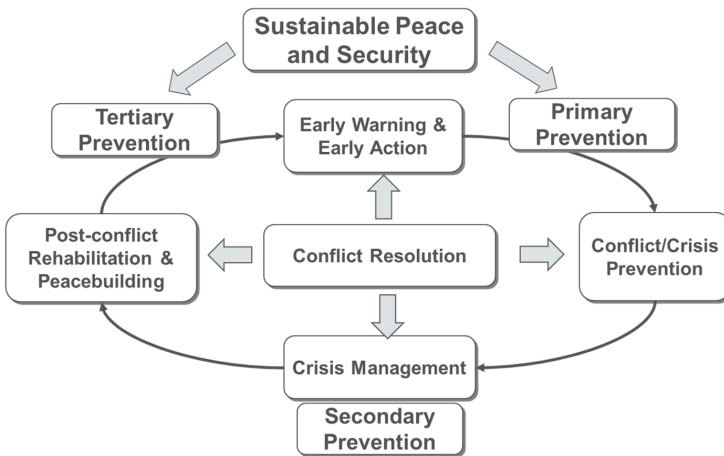 Sustainable Peace
and Security
Tertiary
Prevention
Early Warning &
Early Action
Primary
Prevention
Post-conflict
Rehabilitation &
Peacebuilding
Conflict Resolution
Conflict/Crisis
Prevention
Crisis Management
Secondary
Prevention